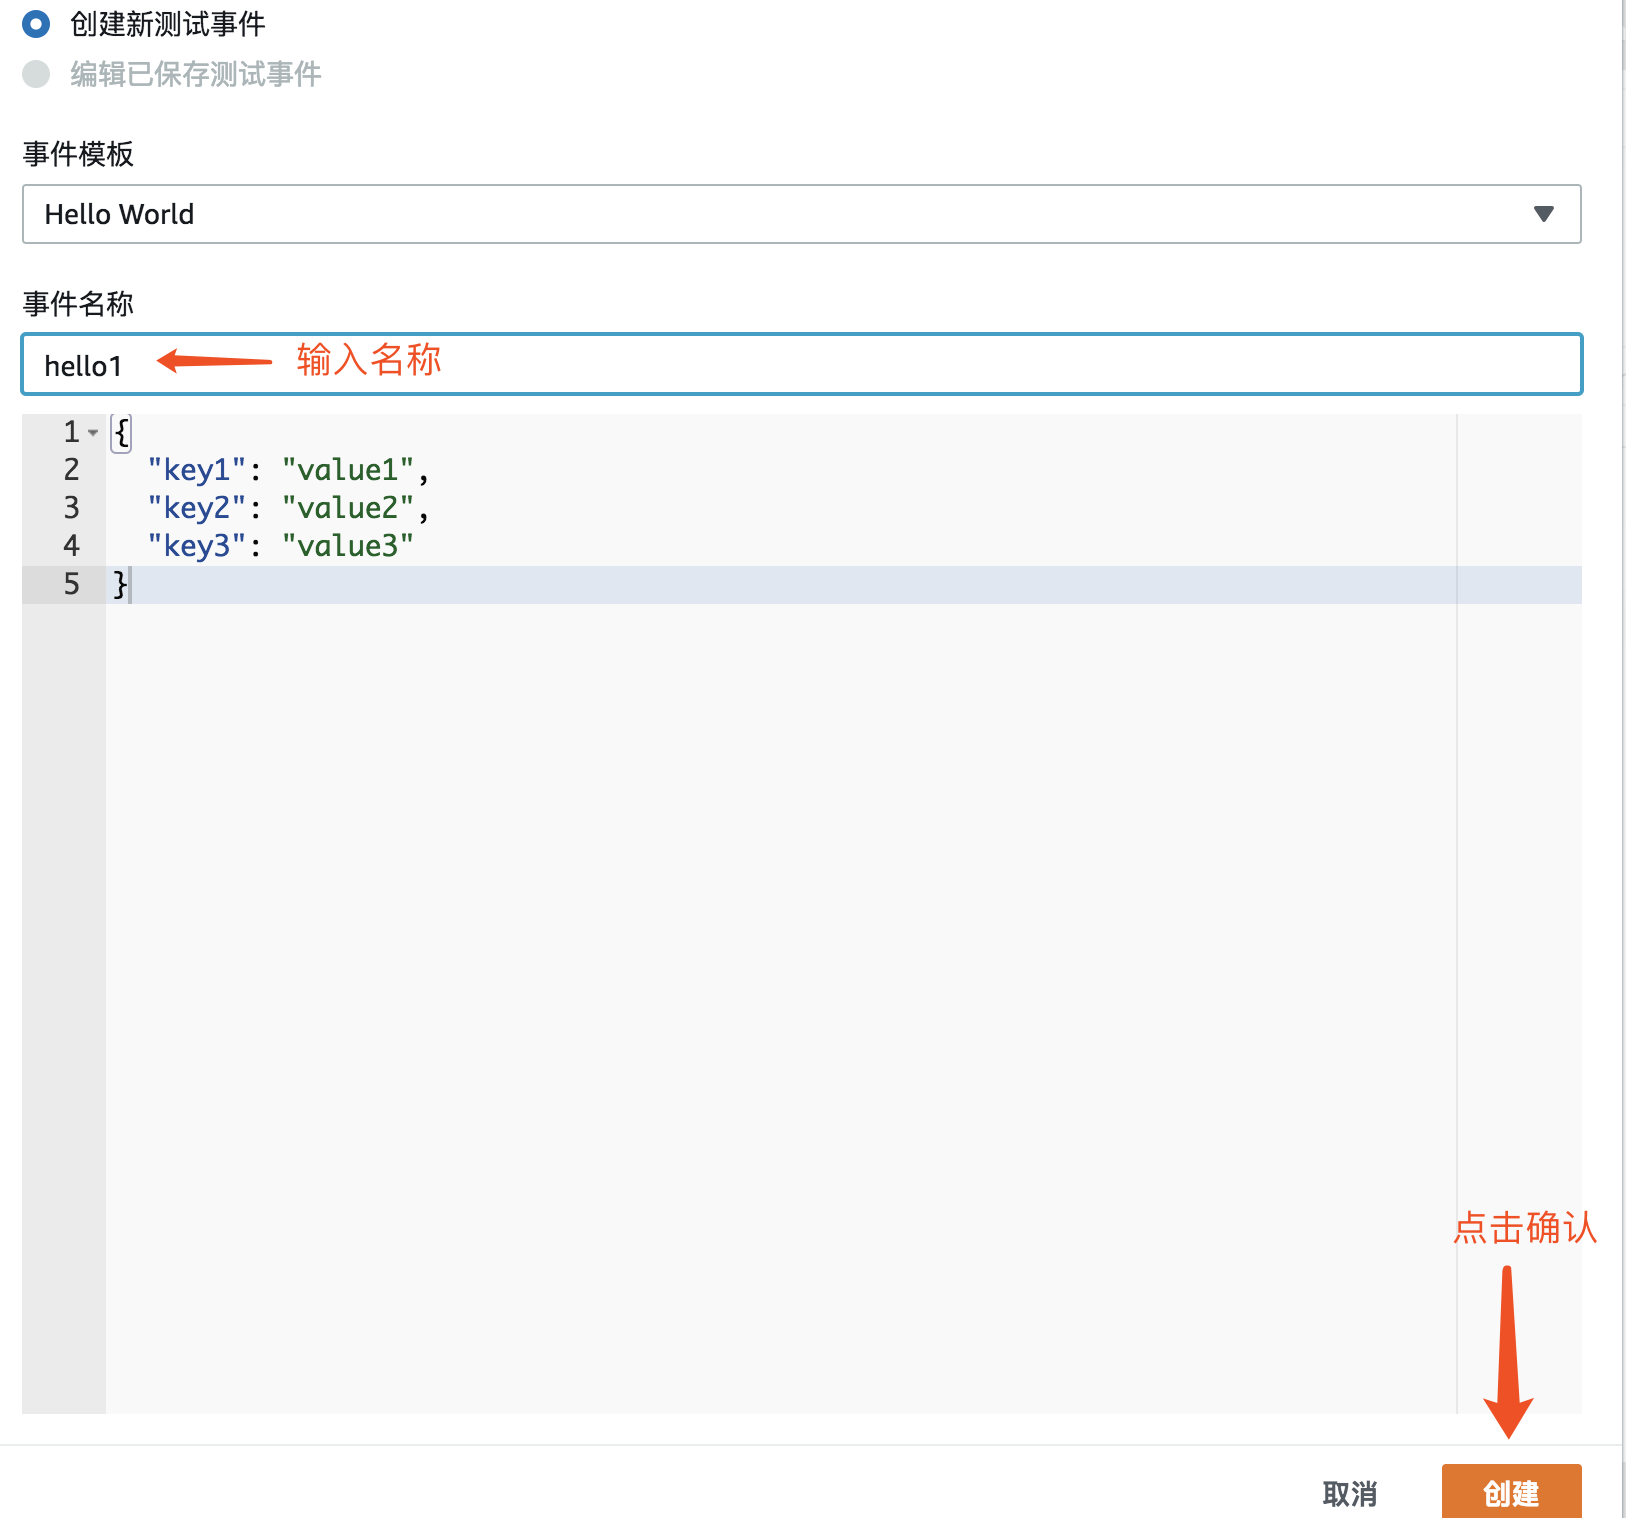 创建新测试事件
编辑已保存测试事件
事件模板
Hello World
事件名称
hello1 输入名称
1 {
2 "key1": "value1",
3 "key2": "value2",
4 "key3": "value3"
5 }
点击确认
取消 创建